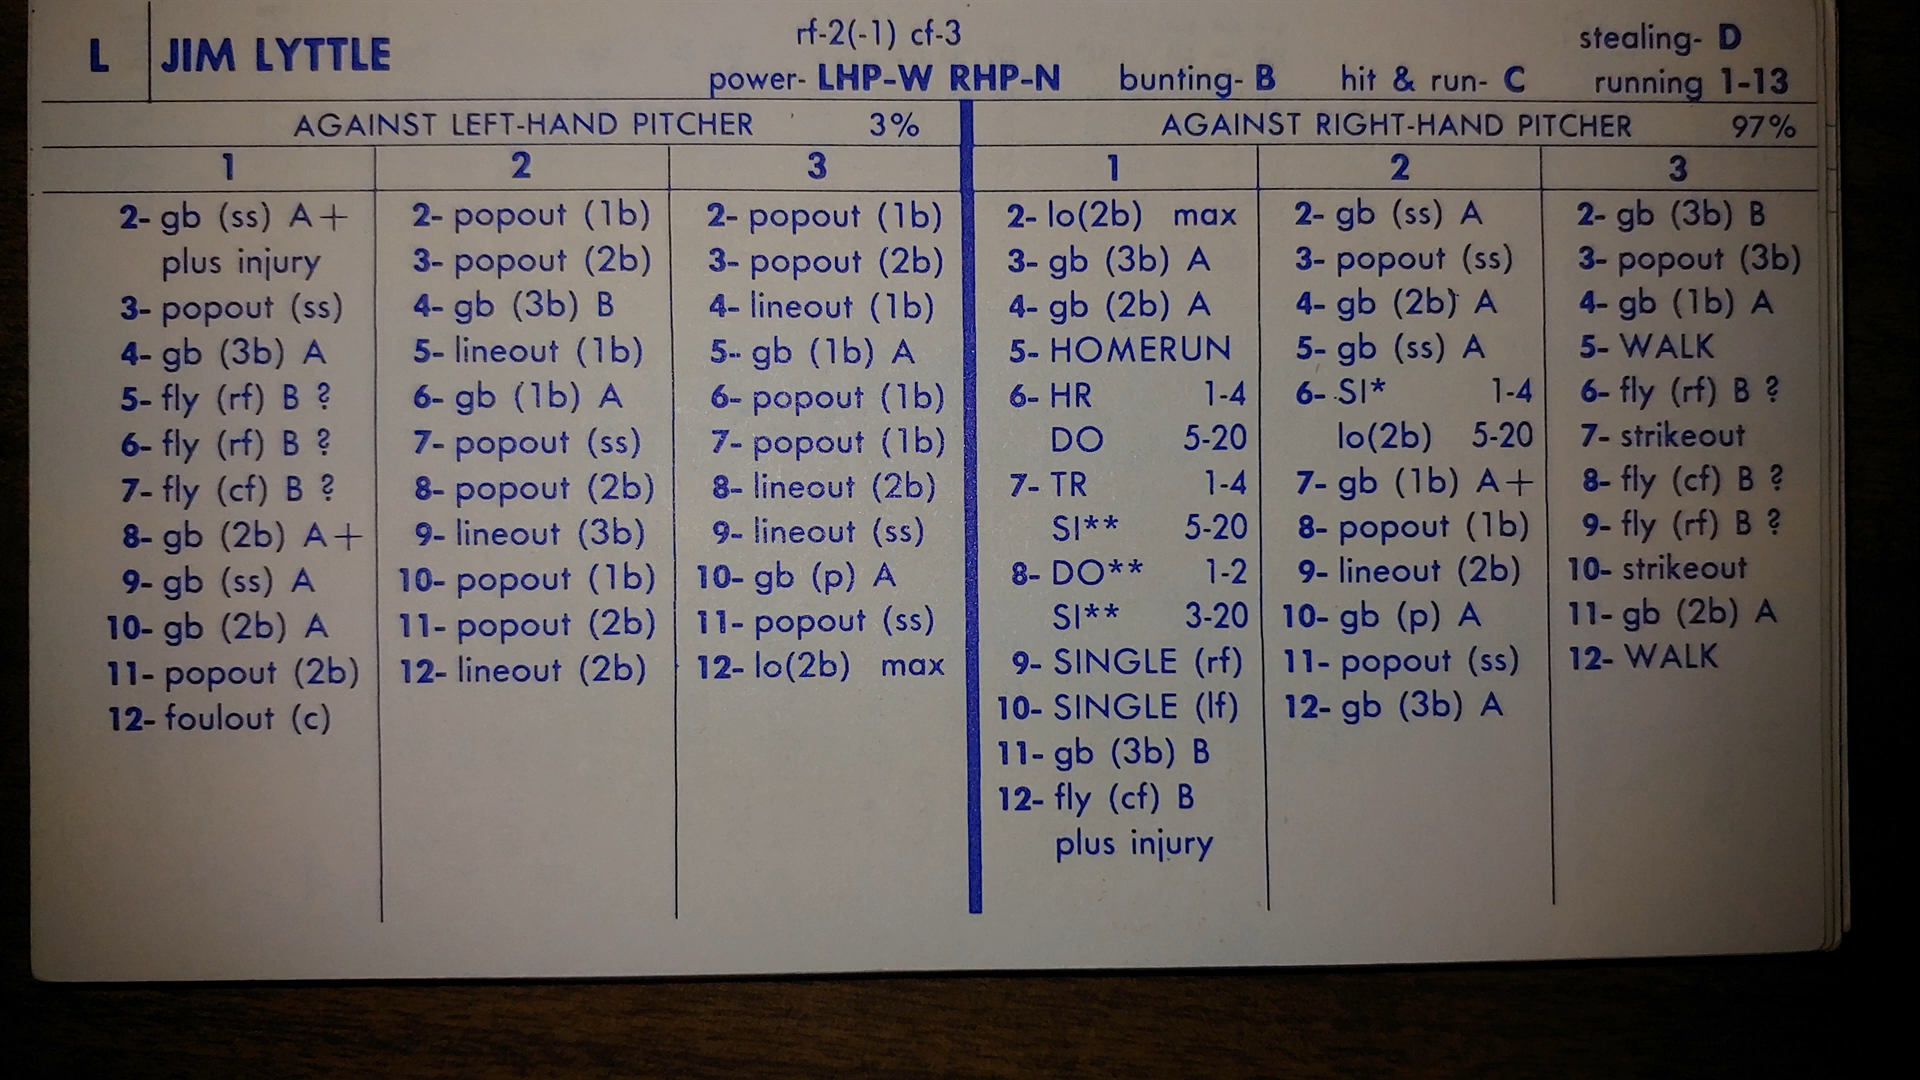 L JIM LYTTLE
rf-2(-1) cf-3
power- LHP-W RHP-N bunting- B hit & run- C
stealing- D
running 1-13
AGAINST LEFT-HAND PITCHER 3%
1
2- gb (ss) A+
plus injury
3- popout (ss)
4- gb (3b) A
5- fly (rf) B ?
6- fly (rf) B ?
7- fly (cf) B ?
8- gb (2b) A+
9- gb (ss) A
10- gb (2b) A
11- popout (2b)
12- foulout (c)
2
2- popout (1b)
3- popout (2b)
4- gb (3b) B
5- lineout (1b)
6- gb (1b) A
7- popout (ss)
8- popout (2b)
9- lineout (3b)
10- popout (1b)
11- popout (2b)
12- lineout (2b)
3
2- popout (1b)
3- popout (2b)
4- lineout (1b)
5- gb (1b) A
6- popout (1b)
7- popout (1b)
8- lineout (2b)
9- lineout (ss)
10- gb (p) A
11- popout (ss)
12- lo(2b) max
AGAINST RIGHT-HAND PITCHER 97%
1
2- lo(2b) max
3- gb (3b) A
4- gb (2b) A
5- HOMERUN
6- HR 1-4
DO 5-20
7- TR 1-4
SI** 5-20
8- DO** 1-2
SI** 3-20
9- SINGLE (rf)
10- SINGLE (lf)
11- gb (3b) B
12- fly (cf) B
plus injury
2
2- gb (ss) A
3- popout (ss)
4- gb (2b) A
5- gb (ss) A
6- SI* 1-4
lo(2b) 5-20
7- gb (1b) A+
8- popout (1b)
9- lineout (2b)
10- gb (p) A
11- popout (ss)
12- gb (3b) A
3
2- gb (3b) B
3- popout (3b)
4- gb (1b) A
5- WALK
6- fly (rf) B ?
7- strikeout
8- fly (cf) B ?
9- fly (rf) B ?
10- strikeout
11- gb (2b) A
12- WALK